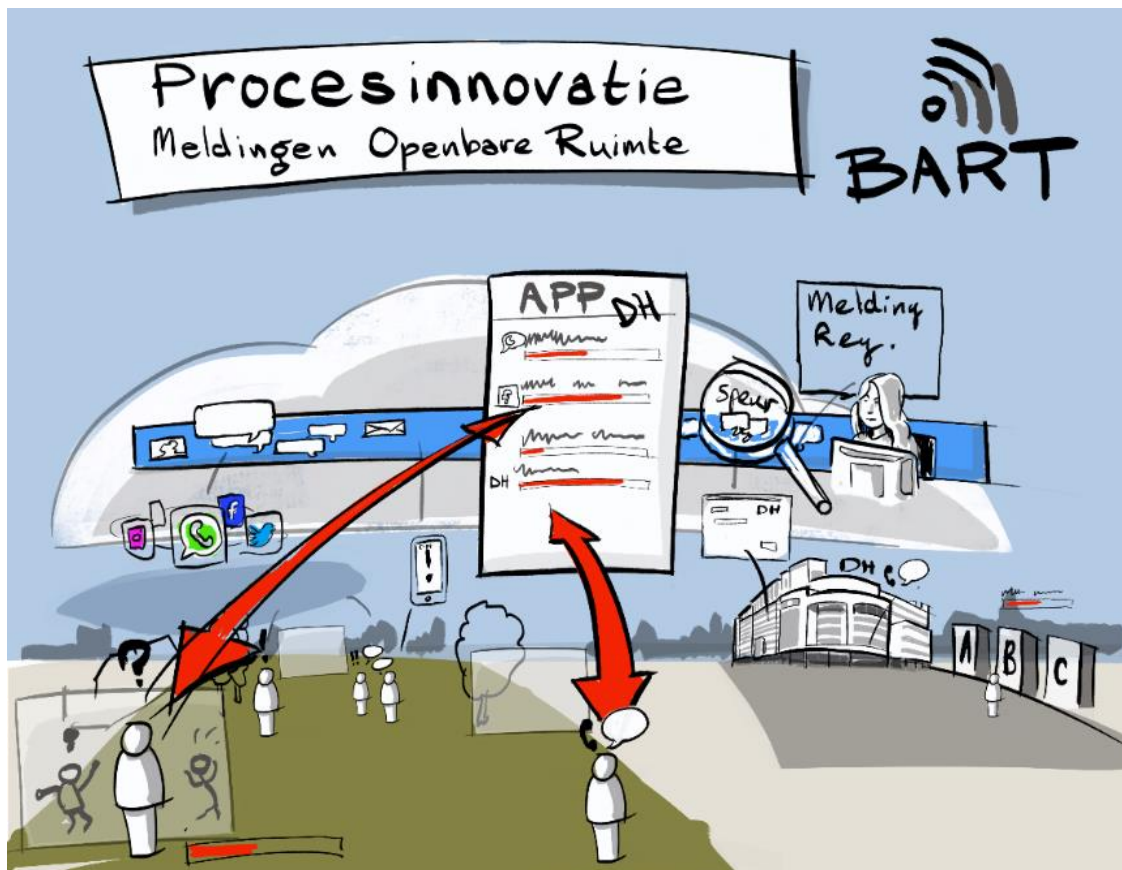 Procesinnovatie
Meldingen Openbare Ruimte
BART
APP
DH
Melding
Reg.
Speur
DH
DH
DH
A
B
C